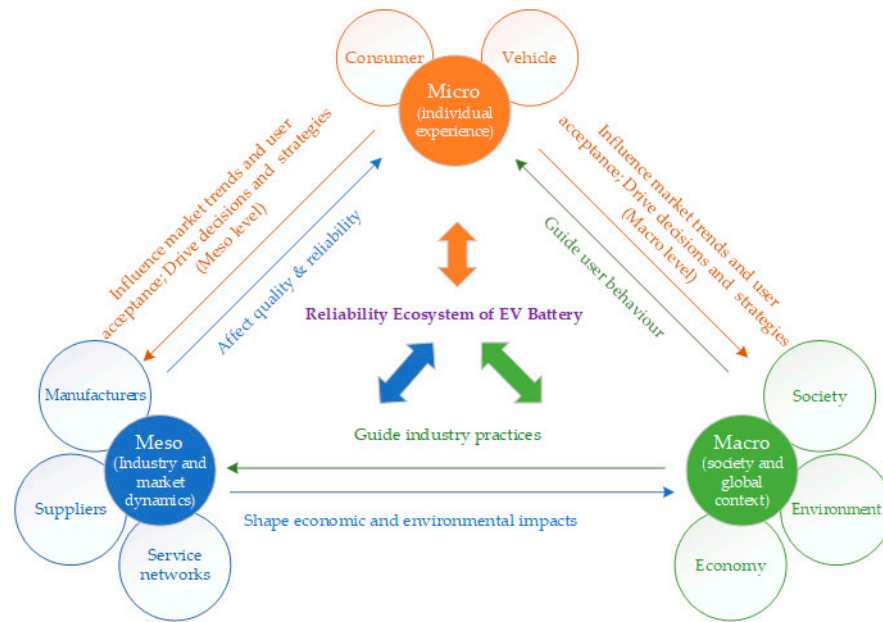 Consumer
Vehicle
Micro
(individual
experience)
Influence market trends and user
acceptance; Drive decisions and strategies
(Meso level)
Affect quality & reliability
Influence market trends and user
acceptance; Drive decisions and strategies
(Macro level)
Guide user behaviour
Reliability Ecosystem of EV Battery
Manufacturers
Meso
(Industry and
market
dynamics)
Suppliers
Service
networks
Guide industry practices
Shape economic and environmental impacts
Society
Macro
(society and
global
context)
Environment
Economy